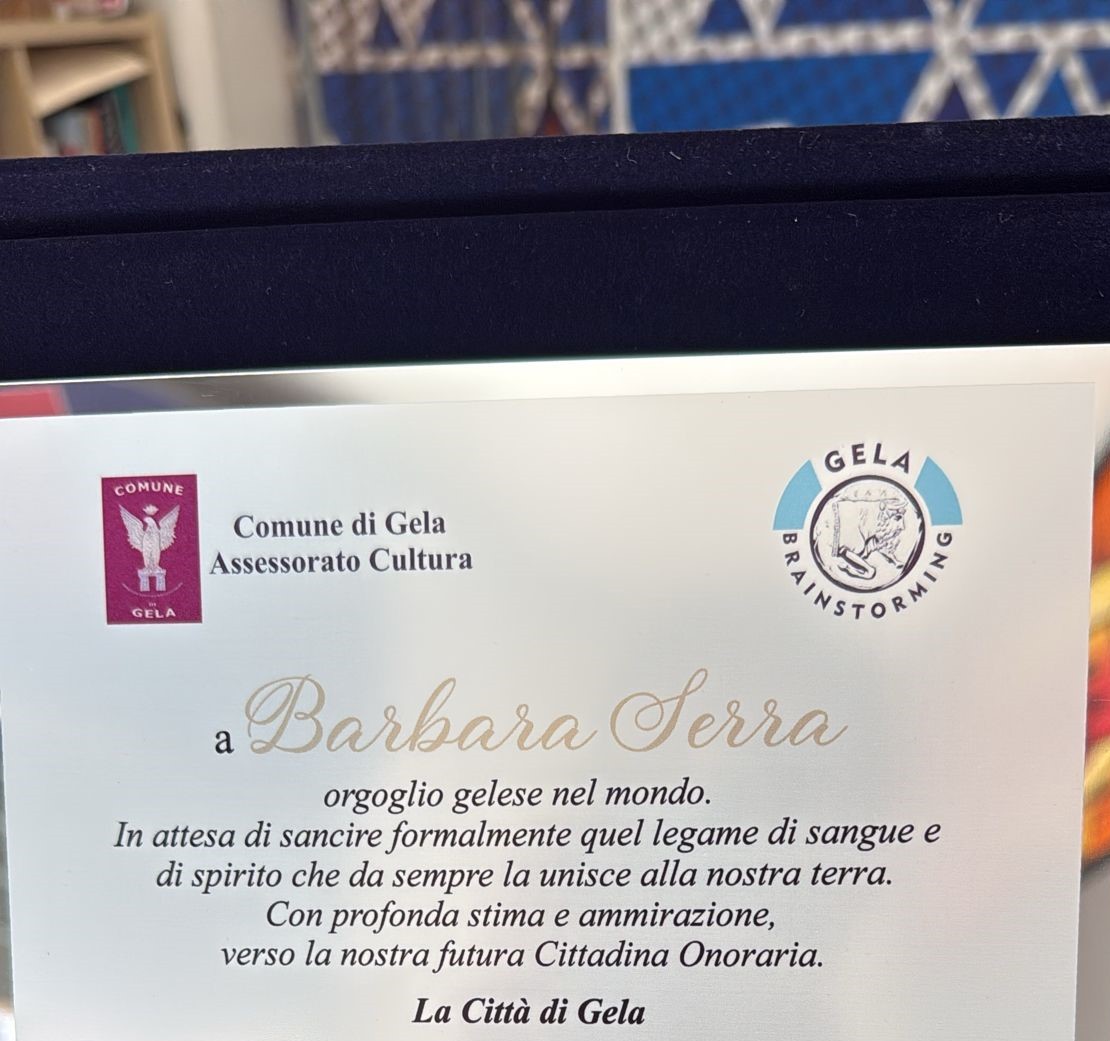 COMUNE
DI
GELA
Comune di Gela
Assessorato Cultura
GELA
BRAINSTORMING
a Barbara Serra
orgoglio gelese nel mondo.
In attesa di sancire formalmente quel legame di sangue e
di spirito che da sempre la unisce alla nostra terra.
Con profonda stima e ammirazione,
verso la nostra futura Cittadina Onoraria.
La Città di Gela